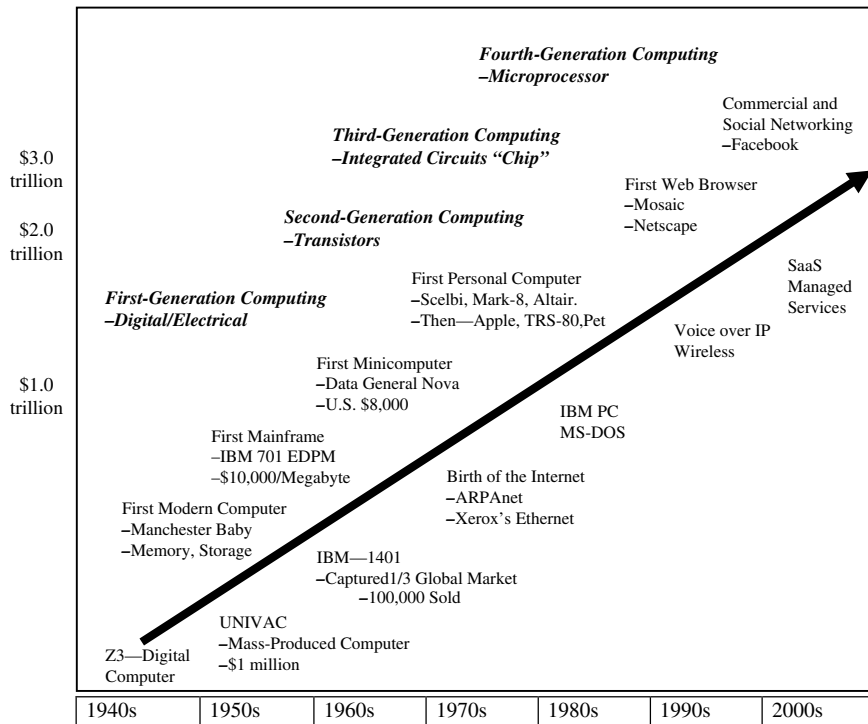 Fourth-Generation Computing
–Microprocessor
Commercial and
Social Networking
–Facebook
Third-Generation Computing
–Integrated Circuits “Chip”
$3.0
trillion
First Web Browser
–Mosaic
–Netscape
Second-Generation Computing
–Transistors
$2.0
trillion
SaaS
Managed
Services
First Personal Computer
–Scelbi, Mark-8, Altair.
–Then—Apple, TRS-80,Pet
First-Generation Computing
–Digital/Electrical
Voice over IP
Wireless
First Minicomputer
–Data General Nova
–U.S. $8,000
$1.0
trillion
IBM PC
MS-DOS
First Mainframe
–IBM 701 EDPM
–$10,000/Megabyte
Birth of the Internet
–ARPAnet
–Xerox’s Ethernet
First Modern Computer
–Manchester Baby
–Memory, Storage
IBM—1401
–Captured1/3 Global Market
–100,000 Sold
UNIVAC
–Mass-Produced Computer
–$1 million
Z3—Digital
Computer
1940s 1950s 1960s 1970s 1980s 1990s 2000s